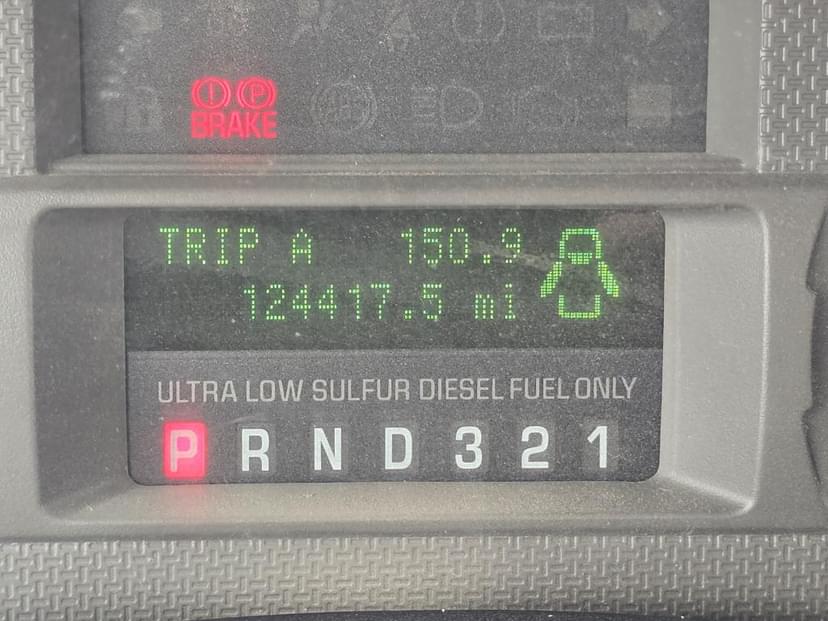 ! P
BRAKE
TRIP A 150.9
124417.5 mi
ULTRA LOW SULFUR DIESEL FUEL ONLY
P R N D 3 2 1